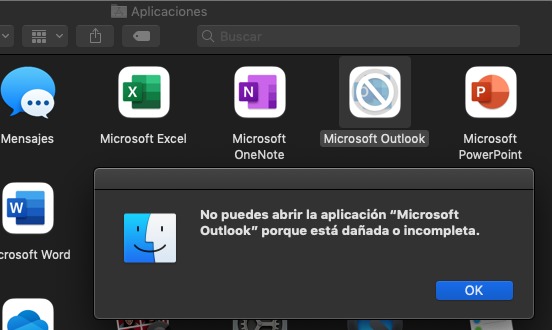 Aplicaciones
Buscar
Mensajes
Microsoft Excel
Microsoft
OneNote
Microsoft Outlook
Microsoft
PowerPoint
No puedes abrir la aplicación “Microsoft
Outlook” porque está dañada o incompleta.
OK
crosoft Word